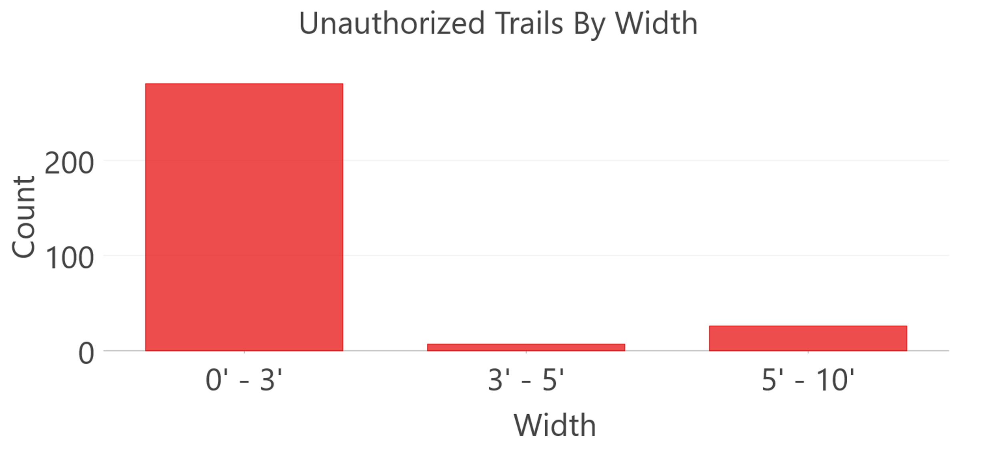 Unauthorized Trails By Width
Count
200
100
0
0' - 3'
3' - 5'
5' - 10'
Width